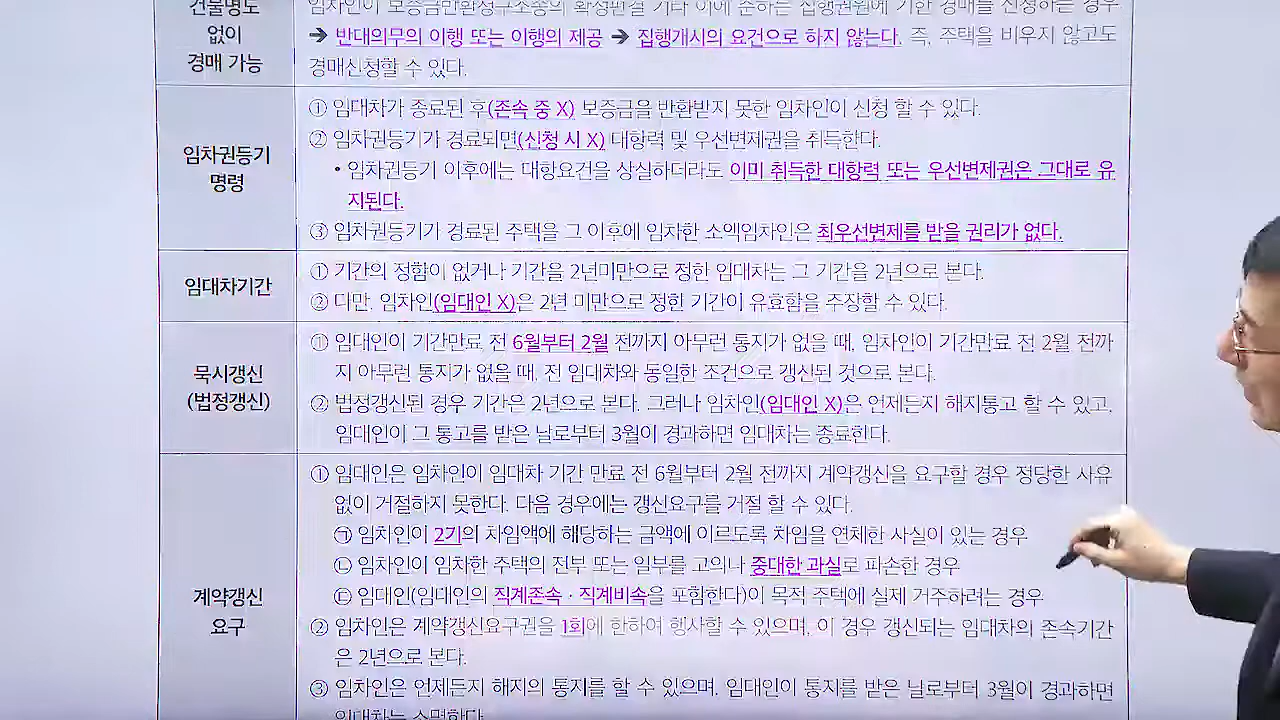 건물명도
없이
경매 가능
임차인이 보증금반환청구소송의 확정판결 기타 이에 준하는 집행권원에 기한 경매를 신청하는 경우
➔ 반대의무의 이행 또는 이행의 제공 ➔ 집행개시의 요건으로 하지 않는다. 즉, 주택을 비우지 않고도
경매신청할 수 있다.
임차권등기
명령
① 임대차가 종료된 후(존속 중 X) 보증금을 반환받지 못한 임차인이 신청 할 수 있다.
② 임차권등기가 경료되면(신청 시 X) 대항력 및 우선변제권을 취득한다.
• 임차권등기 이후에는 대항요건을 상실하더라도 이미 취득한 대항력 또는 우선변제권은 그대로 유
지된다.
③ 임차권등기가 경료된 주택을 그 이후에 임차한 소액임차인은 최우선변제를 받을 권리가 없다.
임대차기간
① 기간의 정함이 없거나 기간을 2년미만으로 정한 임대차는 그 기간을 2년으로 본다.
② 다만, 임차인(임대인 X)은 2년 미만으로 정한 기간이 유효함을 주장할 수 있다.
묵시갱신
(법정갱신)
① 임대인이 기간만료 전 6월부터 2월 전까지 아무런 통지가 없을 때, 임차인이 기간만료 전 2월 전까
지 아무런 통지가 없을 때, 전 임대차와 동일한 조건으로 갱신된 것으로 본다.
② 법정갱신된 경우 기간은 2년으로 본다. 그러나 임차인(임대인 X)은 언제든지 해지통고 할 수 있고,
임대인이 그 통고를 받은 날로부터 3월이 경과하면 임대차는 종료한다.
계약갱신
요구
① 임대인은 임차인이 임대차 기간 만료 전 6월부터 2월 전까지 계약갱신을 요구할 경우 정당한 사유
없이 거절하지 못한다. 다음 경우에는 갱신요구를 거절 할 수 있다.
㉠ 임차인이 2기의 차임액에 해당하는 금액에 이르도록 차임을 연체한 사실이 있는 경우
㉡ 임차인이 임차한 주택의 전부 또는 일부를 고의나 중대한 과실로 파손한 경우
㉢ 임대인(임대인의 직계존속 · 직계비속을 포함한다)이 목적 주택에 실제 거주하려는 경우
② 임차인은 계약갱신요구권을 1회에 한하여 행사할 수 있으며, 이 경우 갱신되는 임대차의 존속기간
은 2년으로 본다.
③ 임차인은 언제든지 해지의 통지를 할 수 있으며, 임대인이 통지를 받은 날로부터 3월이 경과하면
임대차는 소멸한다.